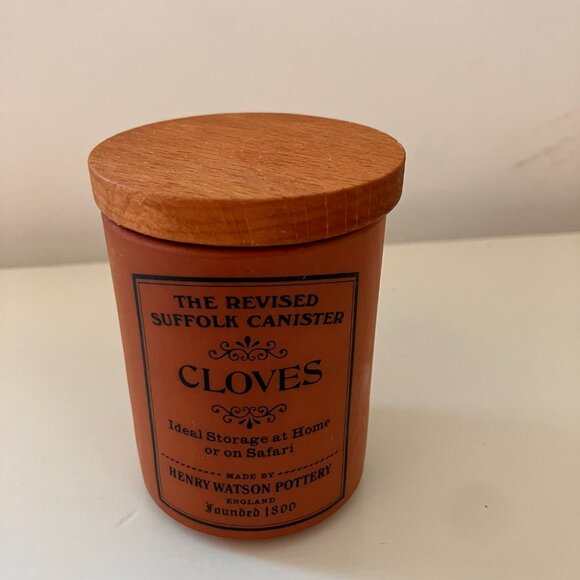 THE REVISED
SUFFOLK CANISTER
CLOVES
Ideal Storage at Home
or on Safari
MADE BY
HENRY WATSON POTTERY
ENGLAND
Founded 1800